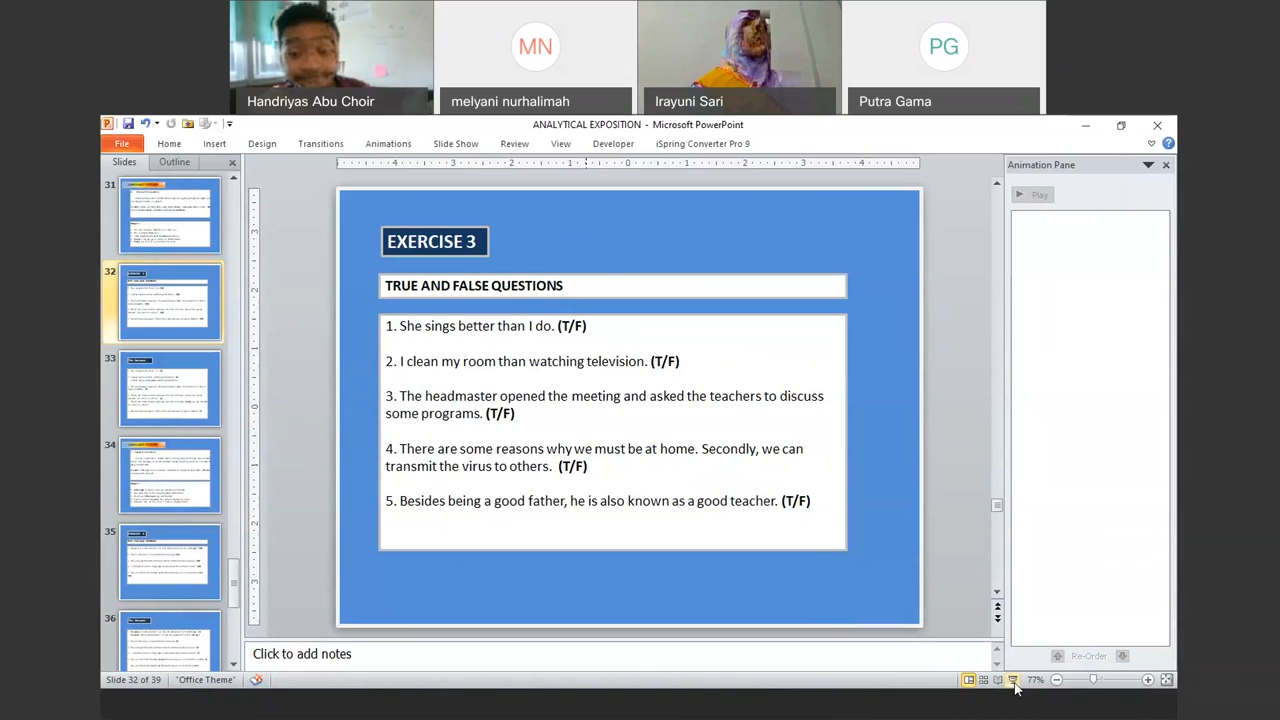 MN
PG
Handriyas Abu Choir
melyani nurhalimah
Irayuni Sari
Putra Gama
ANALYTICAL EXPOSITION - Microsoft PowerPoint
File Home Insert Design Transitions Animations Slide Show Review View Developer iSpring Converter Pro 9
Slides Outline
Animation Pane
Play
31
32
33
34
35
36
EXERCISE 3
TRUE AND FALSE QUESTIONS
1. She sings better than I do. (T/F)
2. I clean my room than watching television. (T/F)
3. The headmaster opened the meeting and asked the teachers to discuss
some programs. (T/F)
4. There are some reasons why we must be at home. Secondly, we can
transmit the virus to others. (T/F)
5. Besides being a good father, he is also known as a good teacher. (T/F)
Click to add notes
Re-Order
Slide 32 of 39 "Office Theme" 77%